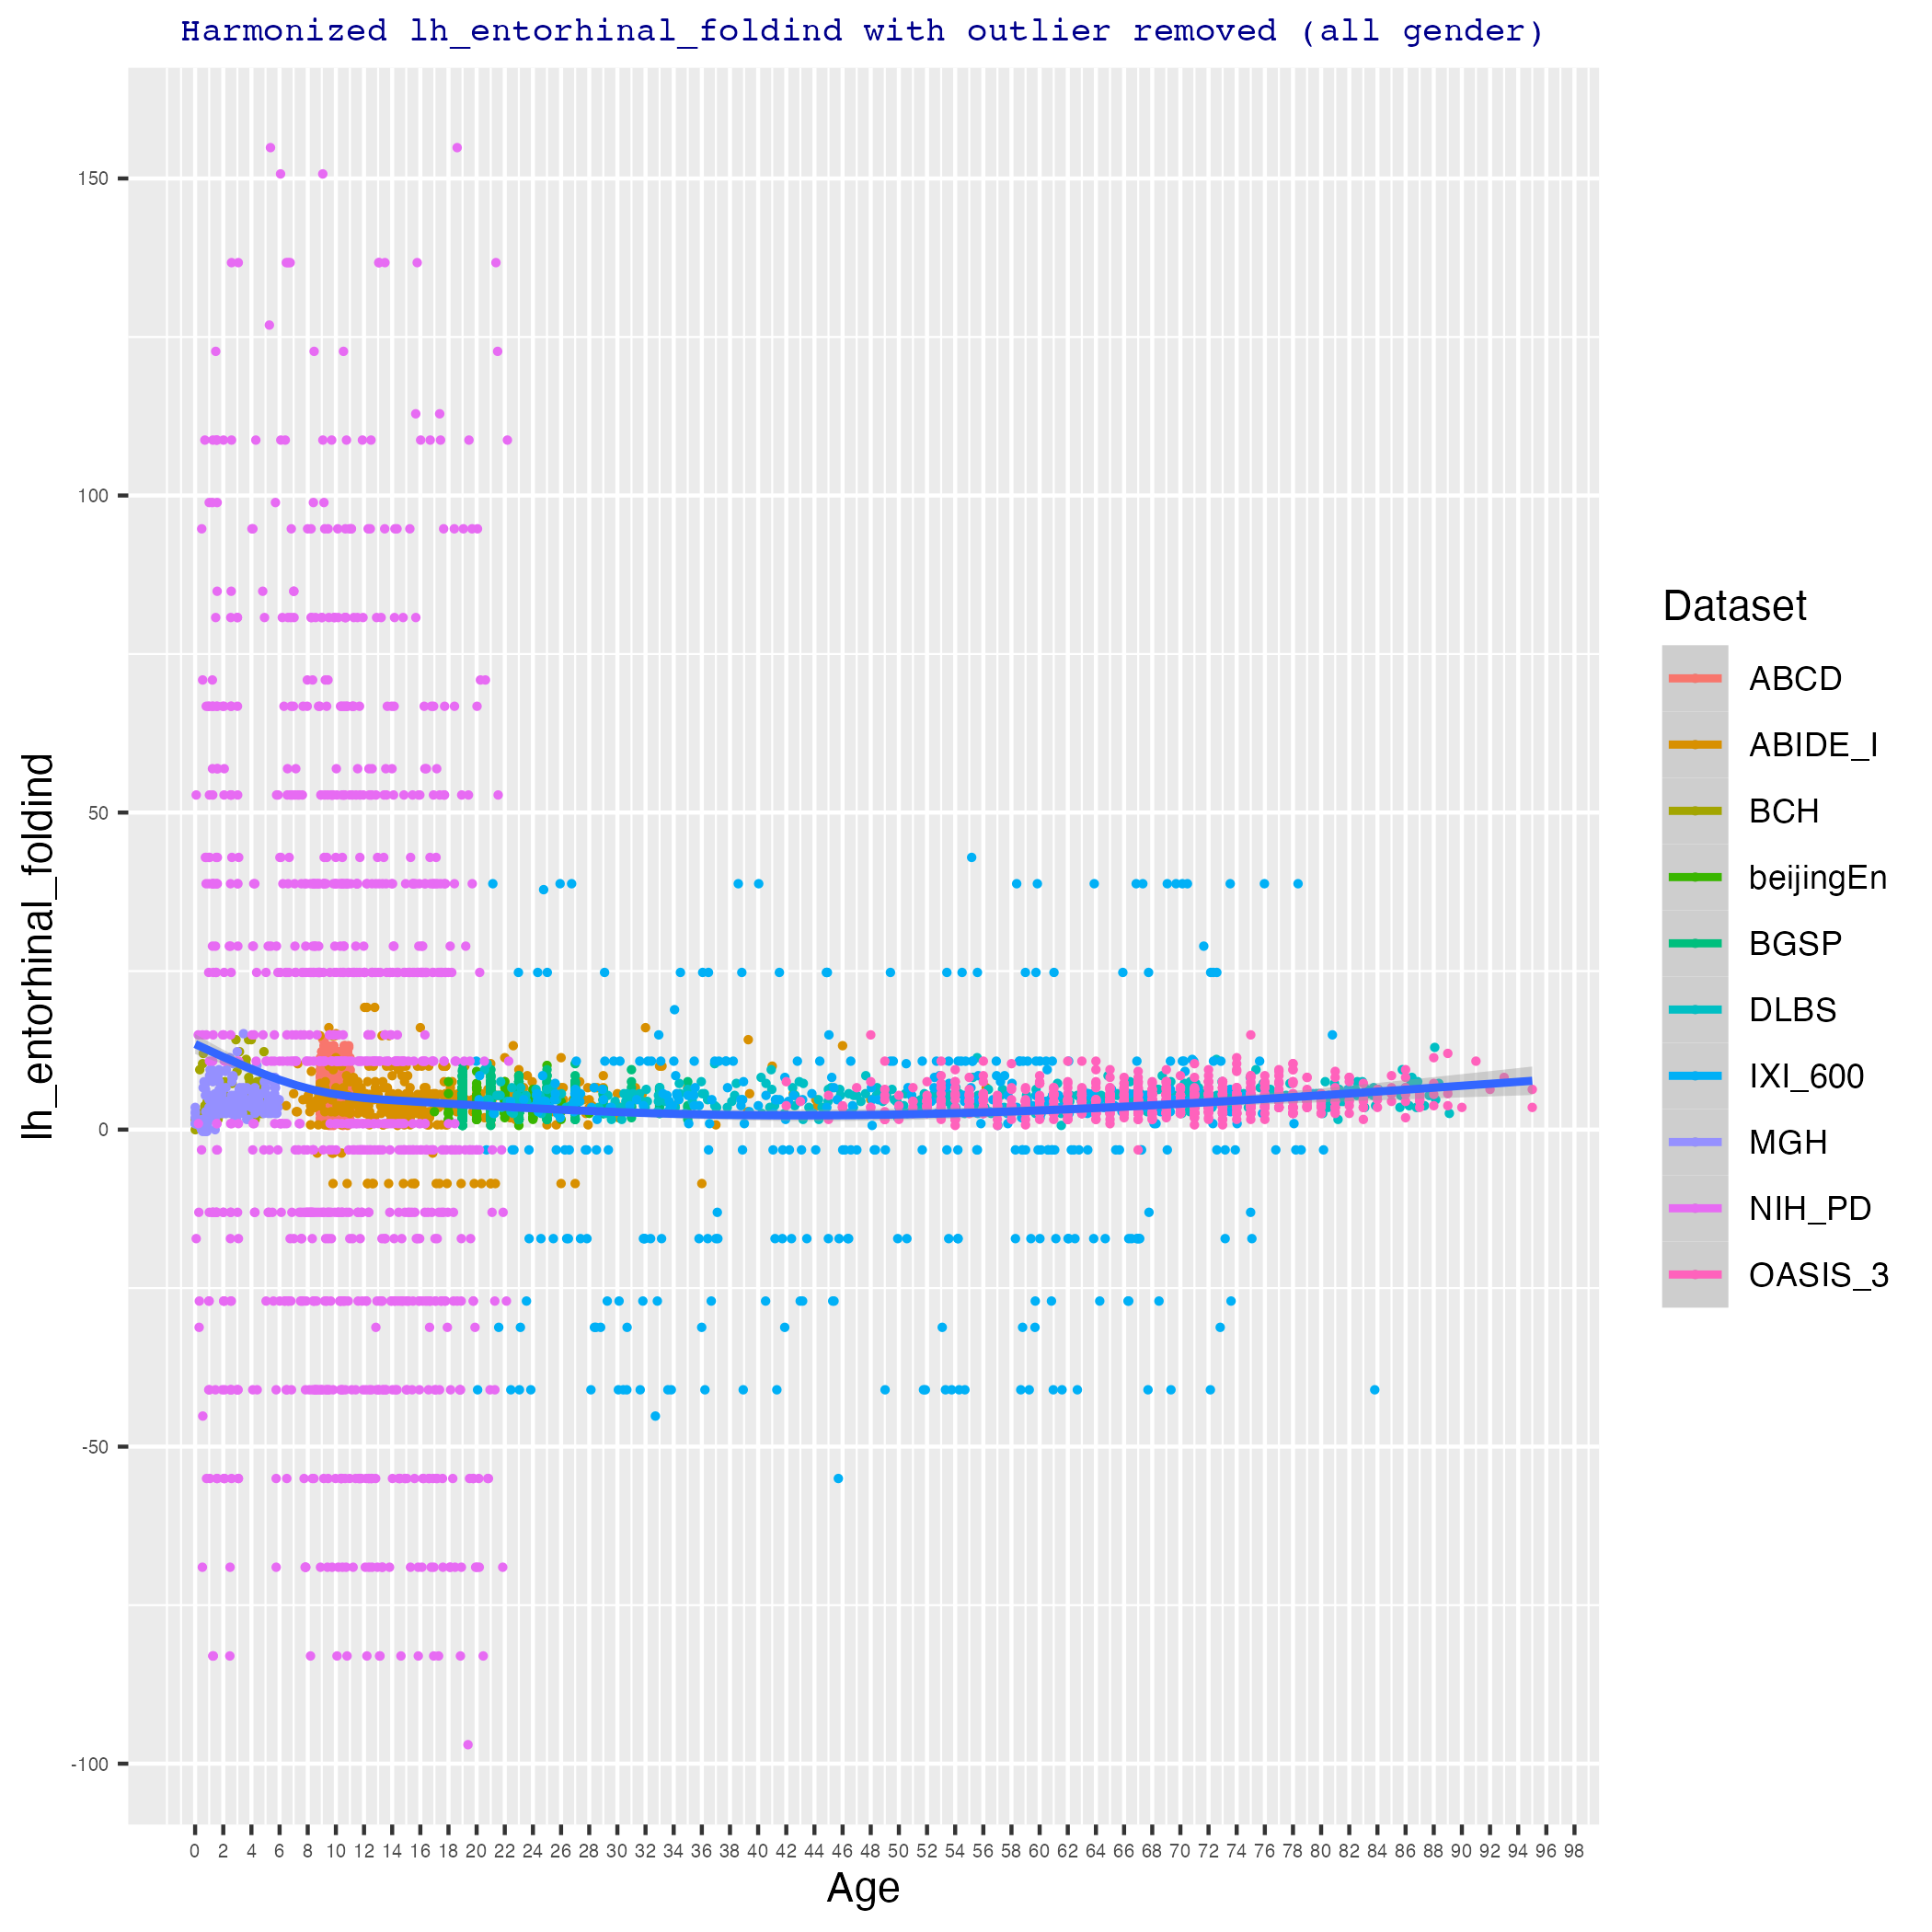 Harmonized lh_entorhinal_foldind with outlier removed (all gender)
lh_entorhinal_foldind
150
100
50
0
-50
-100
0 2 4 6 8 10 12 14 16 18 20 22 24 26 28 30 32 34 36 38 40 42 44 46 48 50 52 54 56 58 60 62 64 66 68 70 72 74 76 78 80 82 84 86 88 90 92 94 96 98
Age
Dataset
ABCD
ABIDE_I
BCH
beijingEn
BGSP
DLBS
IXI_600
MGH
NIH_PD
OASIS_3